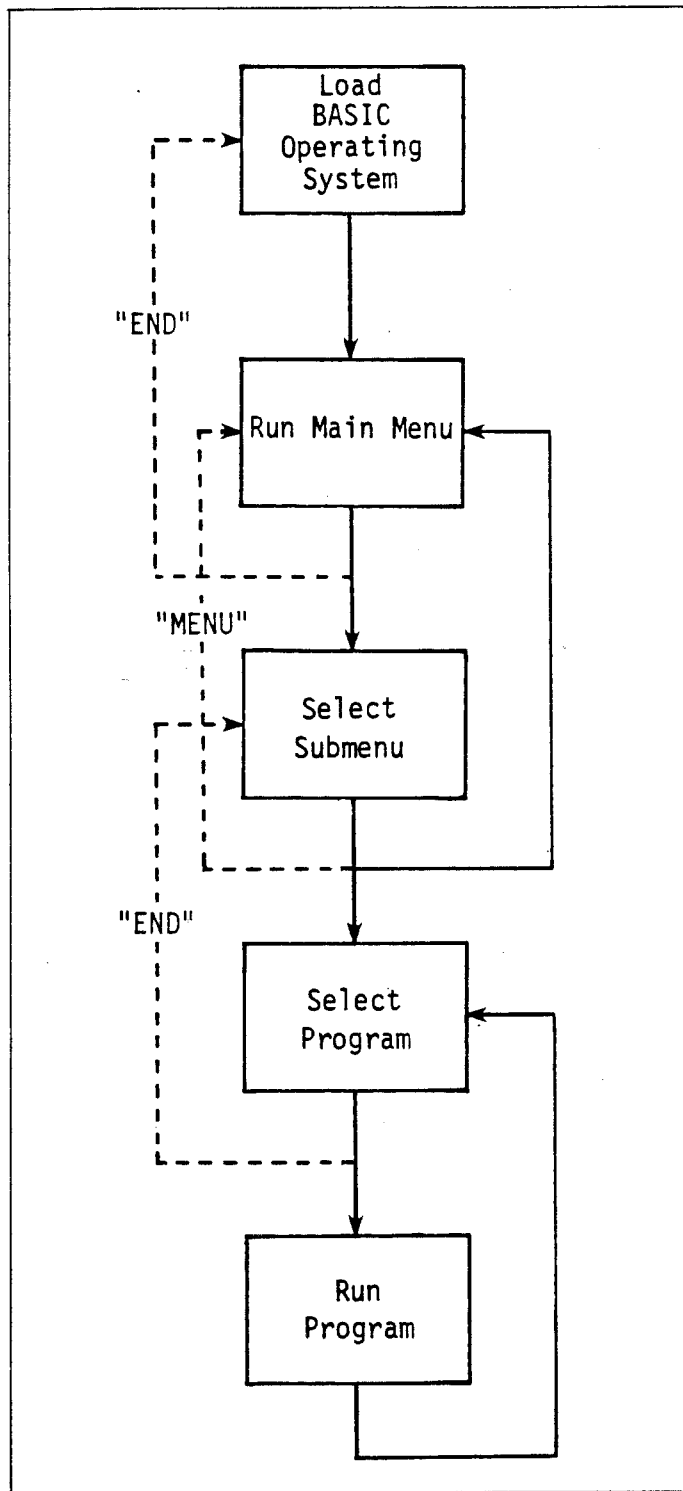 Load
BASIC
Operating
System
"END"
Run Main Menu
"MENU"
Select
Submenu
"END"
Select
Program
Run
Program